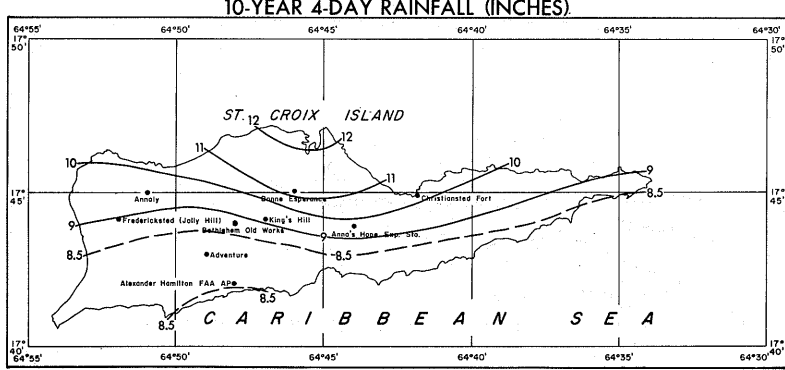 10-YEAR 4-DAY RAINFALL (INCHES)
64°55' 64°50' 64°45' 64°40' 64°35' 64°30'
17° 50' 17° 50'
ST. CROIX ISLAND
12 12
11 11
10 10
9
17° 45' 17° 45'
Annaly Bonne Esperance Christiansted Fort 8.5
Frederiksted (Jolly Hill) King's Hill
9 Bethlehem Old Works 9 Anna's Hope Exp. Sta.
8.5 Adventure 8.5
Alexander Hamilton FAA AP
8.5 8.5
CARIBBEAN SEA
17° 40' 17° 40'
64°55' 64°50' 64°45' 64°40' 64°35' 64°30'